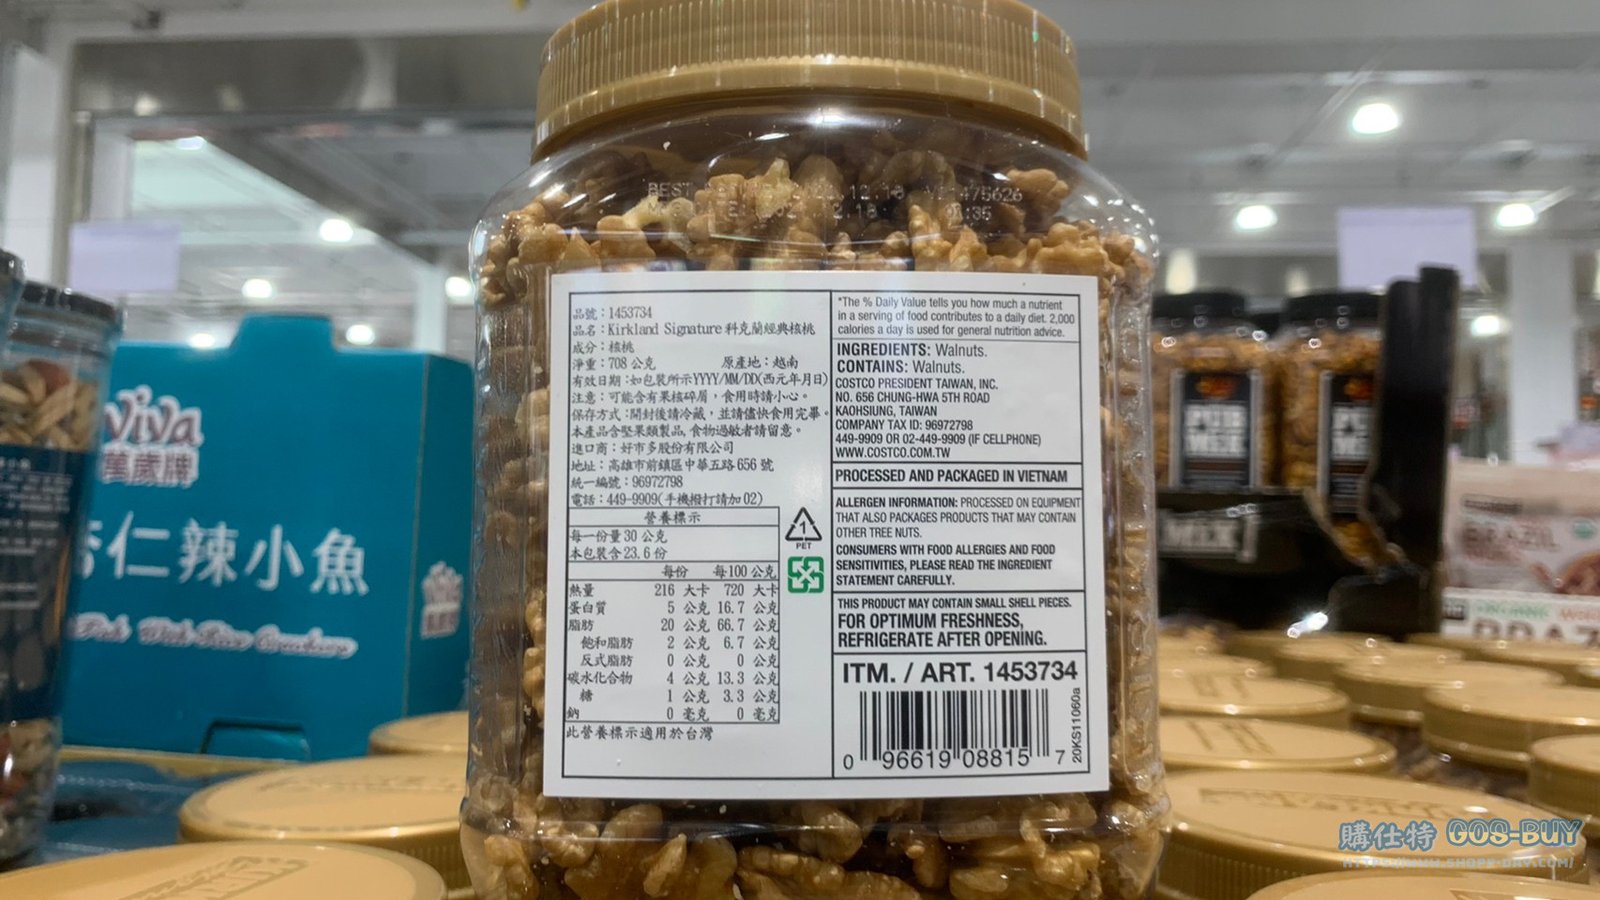 BEST
12.18
475626
品號：1453734
品名：Kirkland Signature 科克蘭經典核桃
成分：核桃
淨重：708 公克 原產地：越南
有效日期：如包裝所示YYYY/MM/DD(西元年月日)
注意：可能含有果核碎屑，食用時請小心。
保存方式：開封後請冷藏，並請儘快食用完畢。
本產品含堅果類製品，食物過敏者請留意。
進口商：好市多股份有限公司
地址：高雄市前鎮區中華五路 656 號
統一編號：96972798
電話：449-9909(手機撥打請加 02)
營養標示
每一份量 30 公克
本包裝含 23.6 份
每份 每100 公克
熱量 216 大卡 720 大卡
蛋白質 5 公克 16.7 公克
脂肪 20 公克 66.7 公克
飽和脂肪 2 公克 6.7 公克
反式脂肪 0 公克 0 公克
碳水化合物 4 公克 13.3 公克
糖 1 公克 3.3 公克
鈉 0 毫克 0 毫克
此營養標示適用於台灣
1
PET
*The % Daily Value tells you how much a nutrient
in a serving of food contributes to a daily diet. 2,000
calories a day is used for general nutrition advice.
INGREDIENTS: Walnuts.
CONTAINS: Walnuts.
COSTCO PRESIDENT TAIWAN, INC.
NO. 656 CHUNG-HWA 5TH ROAD
KAOHSIUNG, TAIWAN
COMPANY TAX ID: 96972798
449-9909 OR 02-449-9909 (IF CELLPHONE)
WWW.COSTCO.COM.TW
PROCESSED AND PACKAGED IN VIETNAM
ALLERGEN INFORMATION: PROCESSED ON EQUIPMENT
THAT ALSO PACKAGES PRODUCTS THAT MAY CONTAIN
OTHER TREE NUTS.
CONSUMERS WITH FOOD ALLERGIES AND FOOD
SENSITIVITIES, PLEASE READ THE INGREDIENT
STATEMENT CAREFULLY.
THIS PRODUCT MAY CONTAIN SMALL SHELL PIECES.
FOR OPTIMUM FRESHNESS,
REFRIGERATE AFTER OPENING.
ITM. / ART. 1453734
0 96619 08815 7
20KS11060a
Viva
萬歲牌
杏仁辣小魚
PUB
MIX
PUB
MIX
MIX
BRAZIL
ORGANIC
BRAZ
購仕特 GOS-BUY